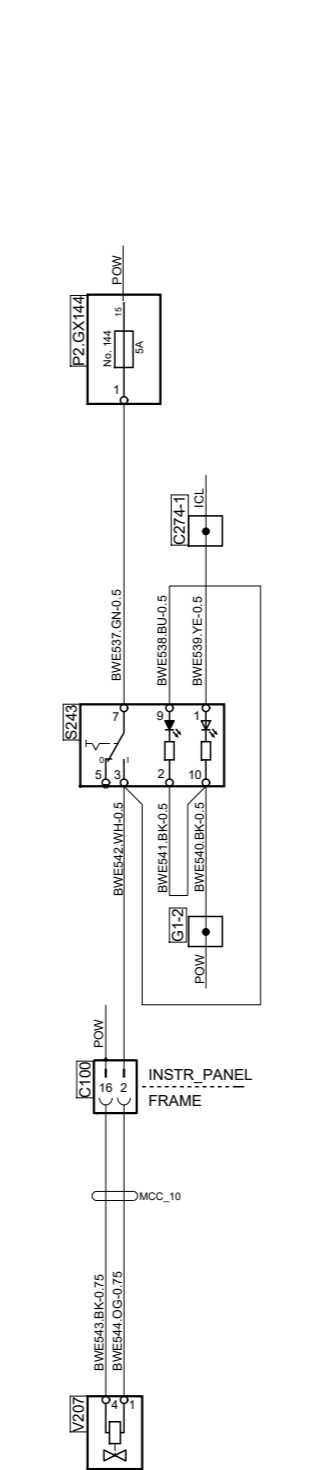 POW
P2.GX144
15
No. 144
5A
1
C274-1
ICL
BWE537.GN-0.5
BWE538.BU-0.5
BWE539.YE-0.5
S243
7
9
1
0
1
5
3
2
10
BWE542.WH-0.5
BWE541.BK-0.5
BWE540.BK-0.5
G1-2
POW
POW
C100
16
2
INSTR_PANEL
FRAME
MCC_10
BWE543.BK-0.75
BWE544.OG-0.75
V207
4
1